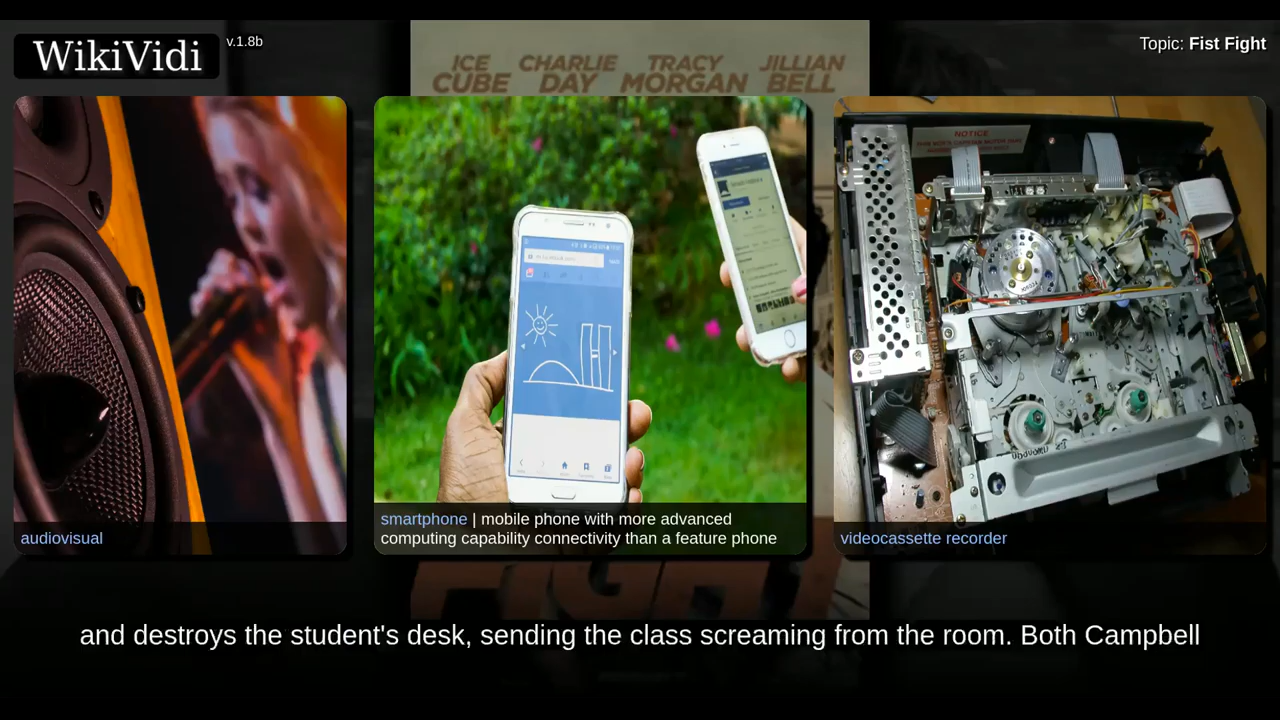 WikiVidi
v.1.8b
Topic: Fist Fight
ICE CHARLIE TRACY JILLIAN
CUBE DAY MORGAN BELL
NOTICE
audiovisual
smartphone | mobile phone with more advanced
computing capability connectivity than a feature phone
videocassette recorder
FIGHT
and destroys the student's desk, sending the class screaming from the room. Both Campbell